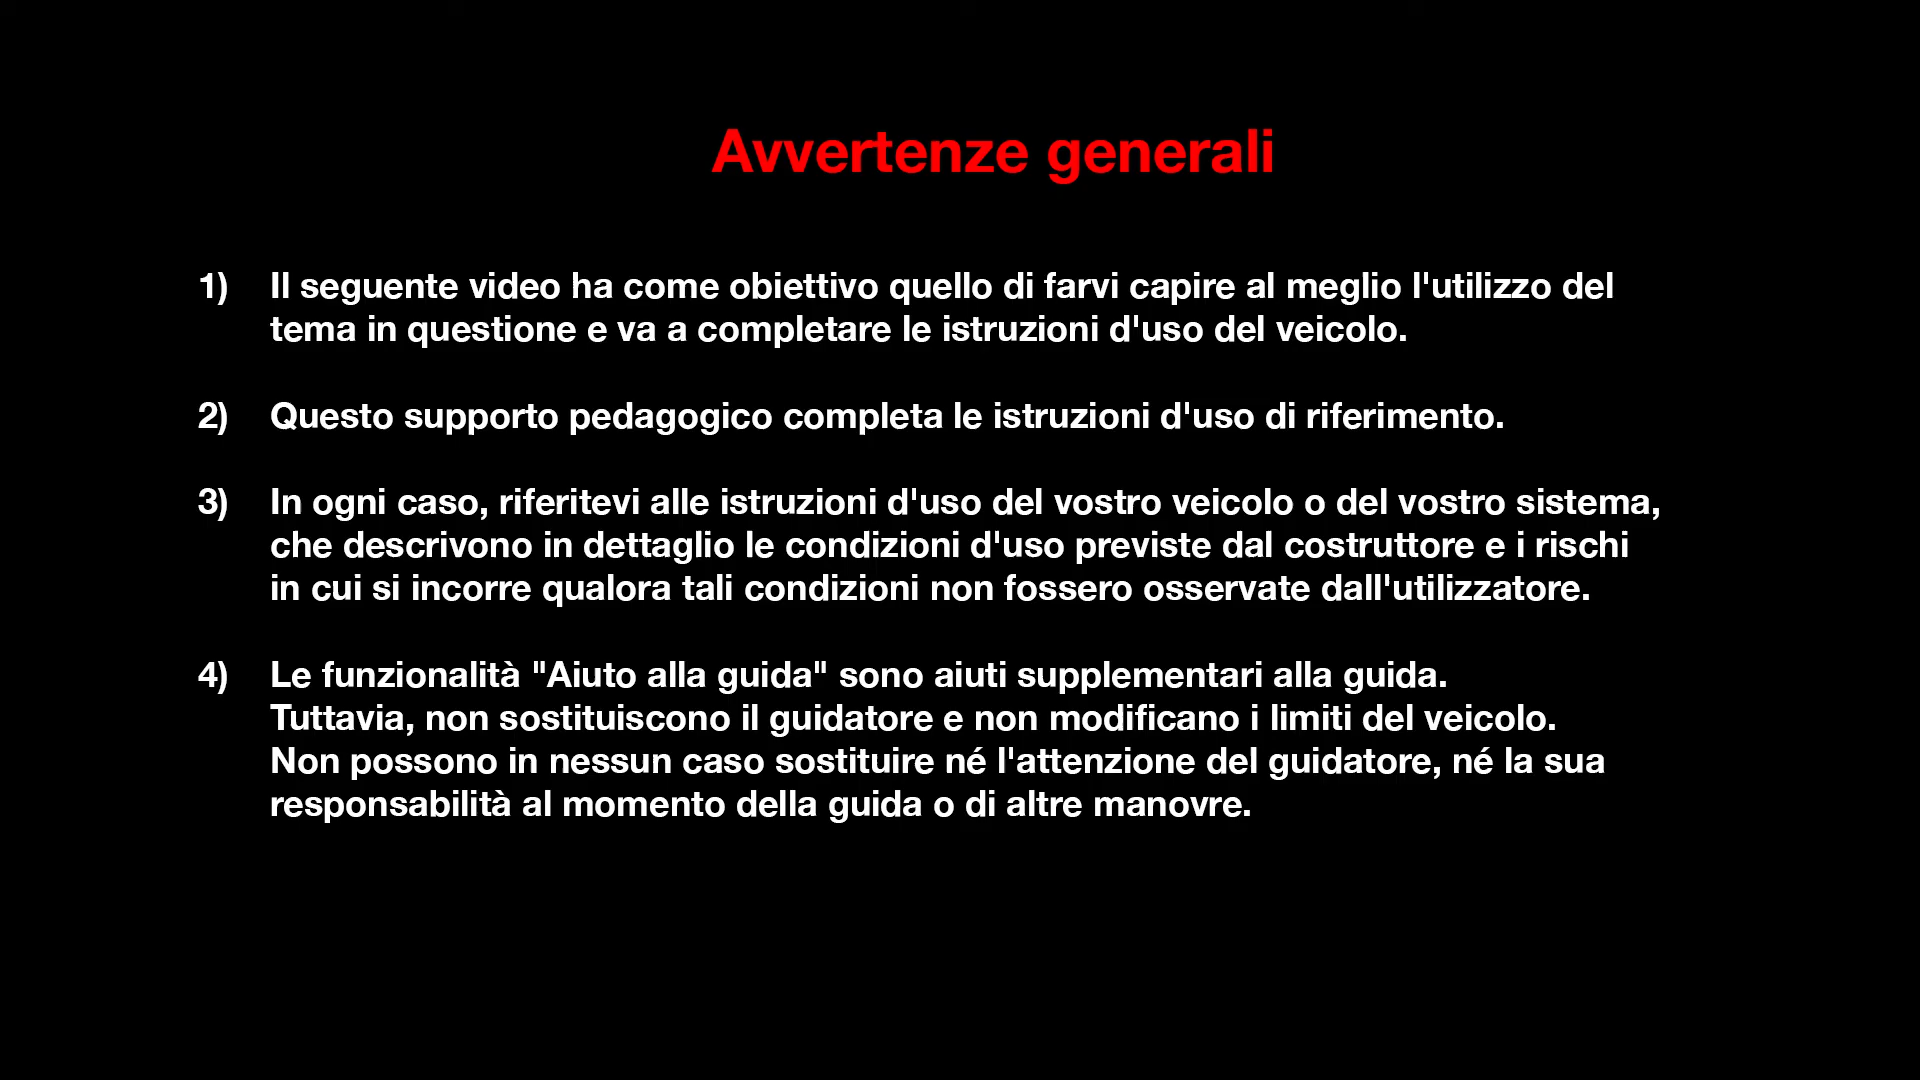 Avvertenze generali
1) Il seguente video ha come obiettivo quello di farvi capire al meglio l'utilizzo del
tema in questione e va a completare le istruzioni d'uso del veicolo.
2) Questo supporto pedagogico completa le istruzioni d'uso di riferimento.
3) In ogni caso, riferitevi alle istruzioni d'uso del vostro veicolo o del vostro sistema,
che descrivono in dettaglio le condizioni d'uso previste dal costruttore e i rischi
in cui si incorre qualora tali condizioni non fossero osservate dall'utilizzatore.
4) Le funzionalità "Aiuto alla guida" sono aiuti supplementari alla guida.
Tuttavia, non sostituiscono il guidatore e non modificano i limiti del veicolo.
Non possono in nessun caso sostituire né l'attenzione del guidatore, né la sua
responsabilità al momento della guida o di altre manovre.